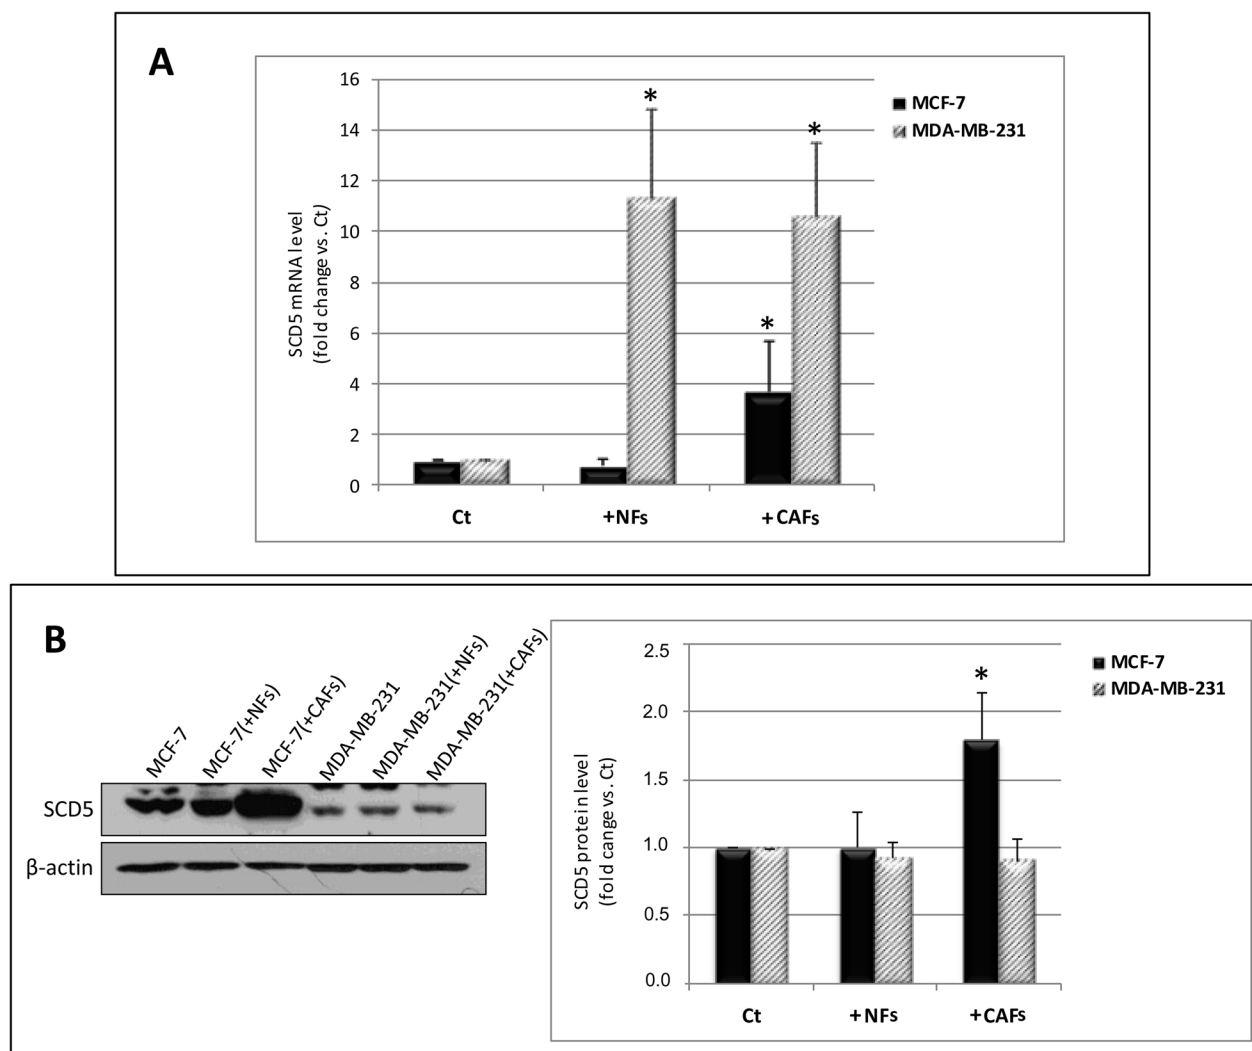 A
16
14
12
10
8
6
4
2
0
SCD5 mRNA level
(fold change vs. Ct)
*
*
*
MCF-7
MDA-MB-231
Ct
+NFs
+CAFs
B
MCF-7
MCF-7(+NFs)
MCF-7(+CAFs)
MDA-MB-231
MDA-MB-231(+NFs)
MDA-MB-231(+CAFs)
SCD5
β-actin
2.5
2.0
1.5
1.0
0.5
0.0
SCD5 protein level
(fold cange vs. Ct)
*
MCF-7
MDA-MB-231
Ct
+NFs
+CAFs